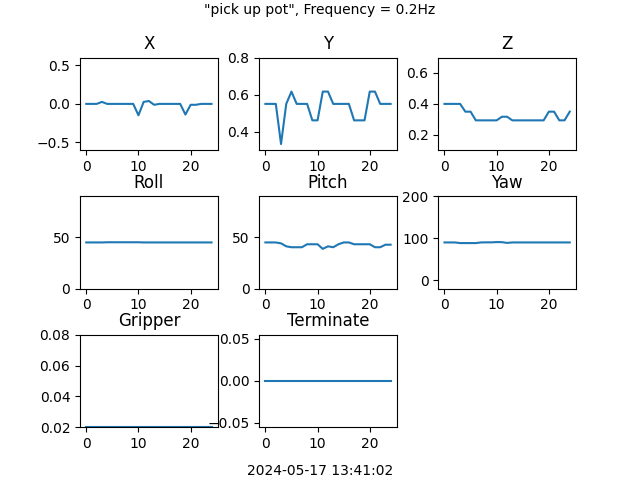 "pick up pot", Frequency = 0.2Hz
X
Y
Z
0.5
0.0
−0.5
0 10 20
0.8
0.6
0.4
0 10 20
0.6
0.4
0.2
0 10 20
Roll
Pitch
Yaw
50
0
0 10 20
50
0
0 10 20
200
100
0
0 10 20
Gripper
Terminate
0.08
0.06
0.04
0.02
0 10 20
0.05
0.00
−0.05
0 10 20
2024-05-17 13:41:02